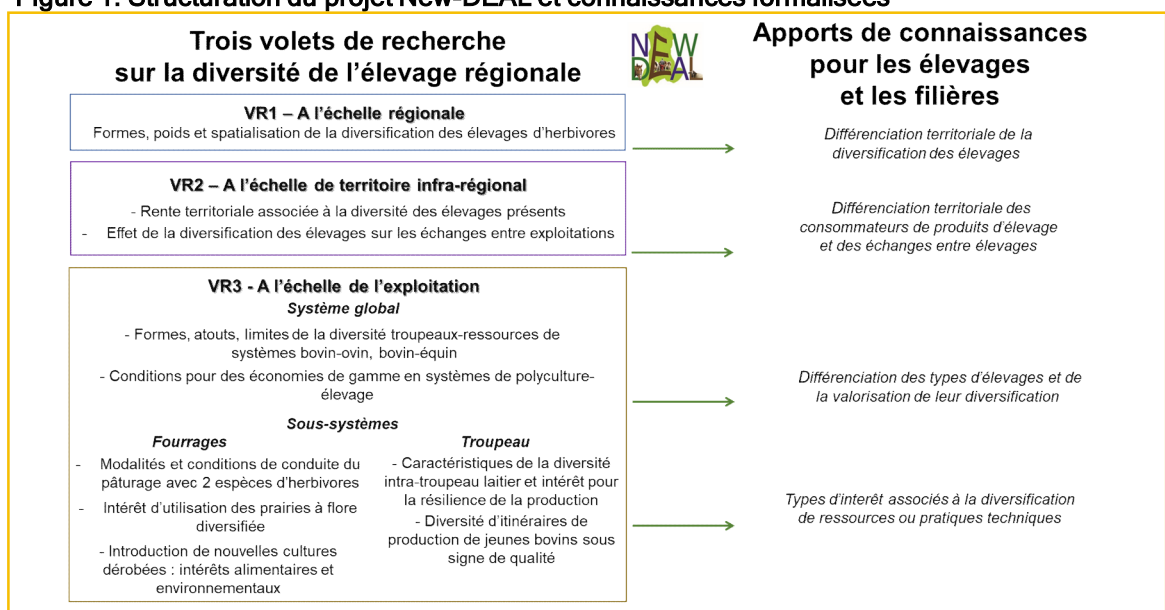 Figure 1. Structuration du projet New-DEAL et connaissances formalisées
Trois volets de recherche
sur la diversité de l'élevage régionale
NEW
DEAL
Apports de connaissances
pour les élevages
et les filières
VR1 – A l'échelle régionale
Formes, poids et spatialisation de la diversification des élevages d'herbivores
Différenciation territoriale de la
diversification des élevages
VR2 – A l'échelle de territoire infra-régional
- Rente territoriale associée à la diversité des élevages présents
- Effet de la diversification des élevages sur les échanges entre exploitations
Différenciation territoriale des
consommateurs de produits d'élevage
et des échanges entre élevages
VR3 - A l'échelle de l'exploitation
Système global
- Formes, atouts, limites de la diversité troupeaux-ressources de
systèmes bovin-ovin, bovin-équin
- Conditions pour des économies de gamme en systèmes de polyculture-
élevage
Différenciation des types d'élevages et de
la valorisation de leur diversification
Sous-systèmes
Fourrages
- Modalités et conditions de conduite du
pâturage avec 2 espèces d'herbivores
- Intérêt d'utilisation des prairies à flore
diversifiée
- Introduction de nouvelles cultures
dérobées : intérêts alimentaires et
environnementaux
Troupeau
- Caractéristiques de la diversité
intra-troupeau laitier et intérêt pour
la résilience de la production
- Diversité d'itinéraires de
production de jeunes bovins sous
signe de qualité
Types d'interêt associés à la diversification
de ressources ou pratiques techniques